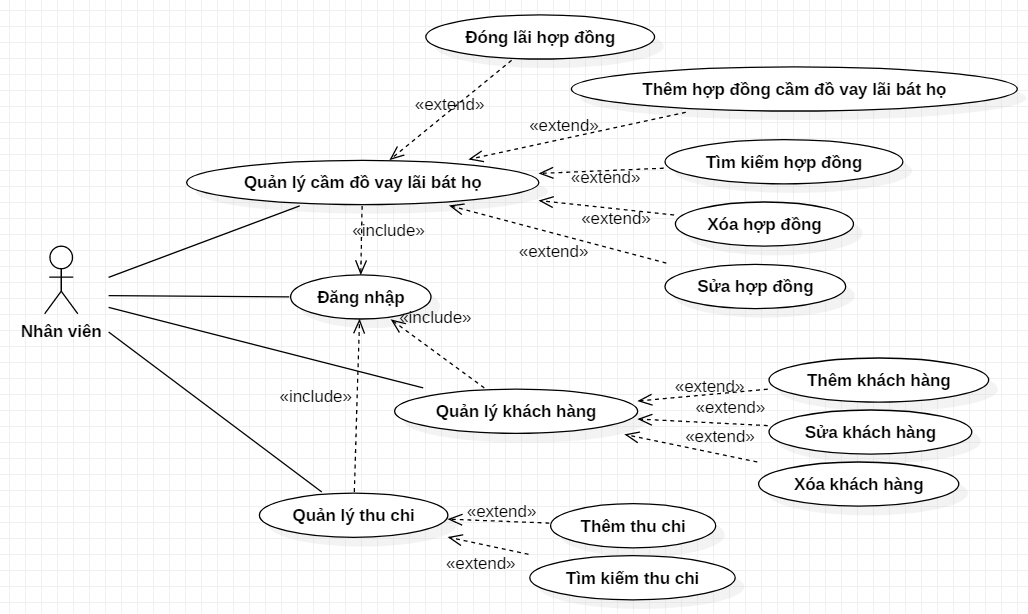 Đóng lãi hợp đồng
Thêm hợp đồng cầm đồ vay lãi bát họ
«extend»
«extend»
Tìm kiếm hợp đồng
«extend»
Quản lý cầm đồ vay lãi bát họ
Xóa hợp đồng
«extend»
«include»
«extend»
Sửa hợp đồng
Đăng nhập
«include»
Nhân viên
Thêm khách hàng
«extend»
«include»
«extend»
Quản lý khách hàng
Sửa khách hàng
«extend»
Xóa khách hàng
«extend»
Quản lý thu chi
Thêm thu chi
«extend»
Tìm kiếm thu chi